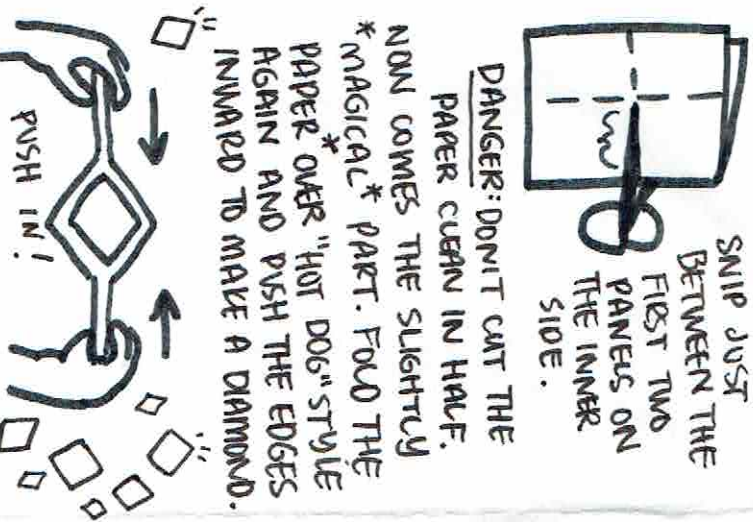 SNIP JUST
BETWEEN THE
FIRST TWO
PANELS ON
THE INNER
SIDE.
DANGER: DON'T CUT THE
PAPER CLEAN IN HALF.
NOW COMES THE SLIGHTLY
*MAGICAL* PART. FOLD THE
PAPER OVER "HOT DOG"* STYLE
AGAIN AND PUSH THE EDGES
INWARD TO MAKE A DIAMOND.
PUSH IN!